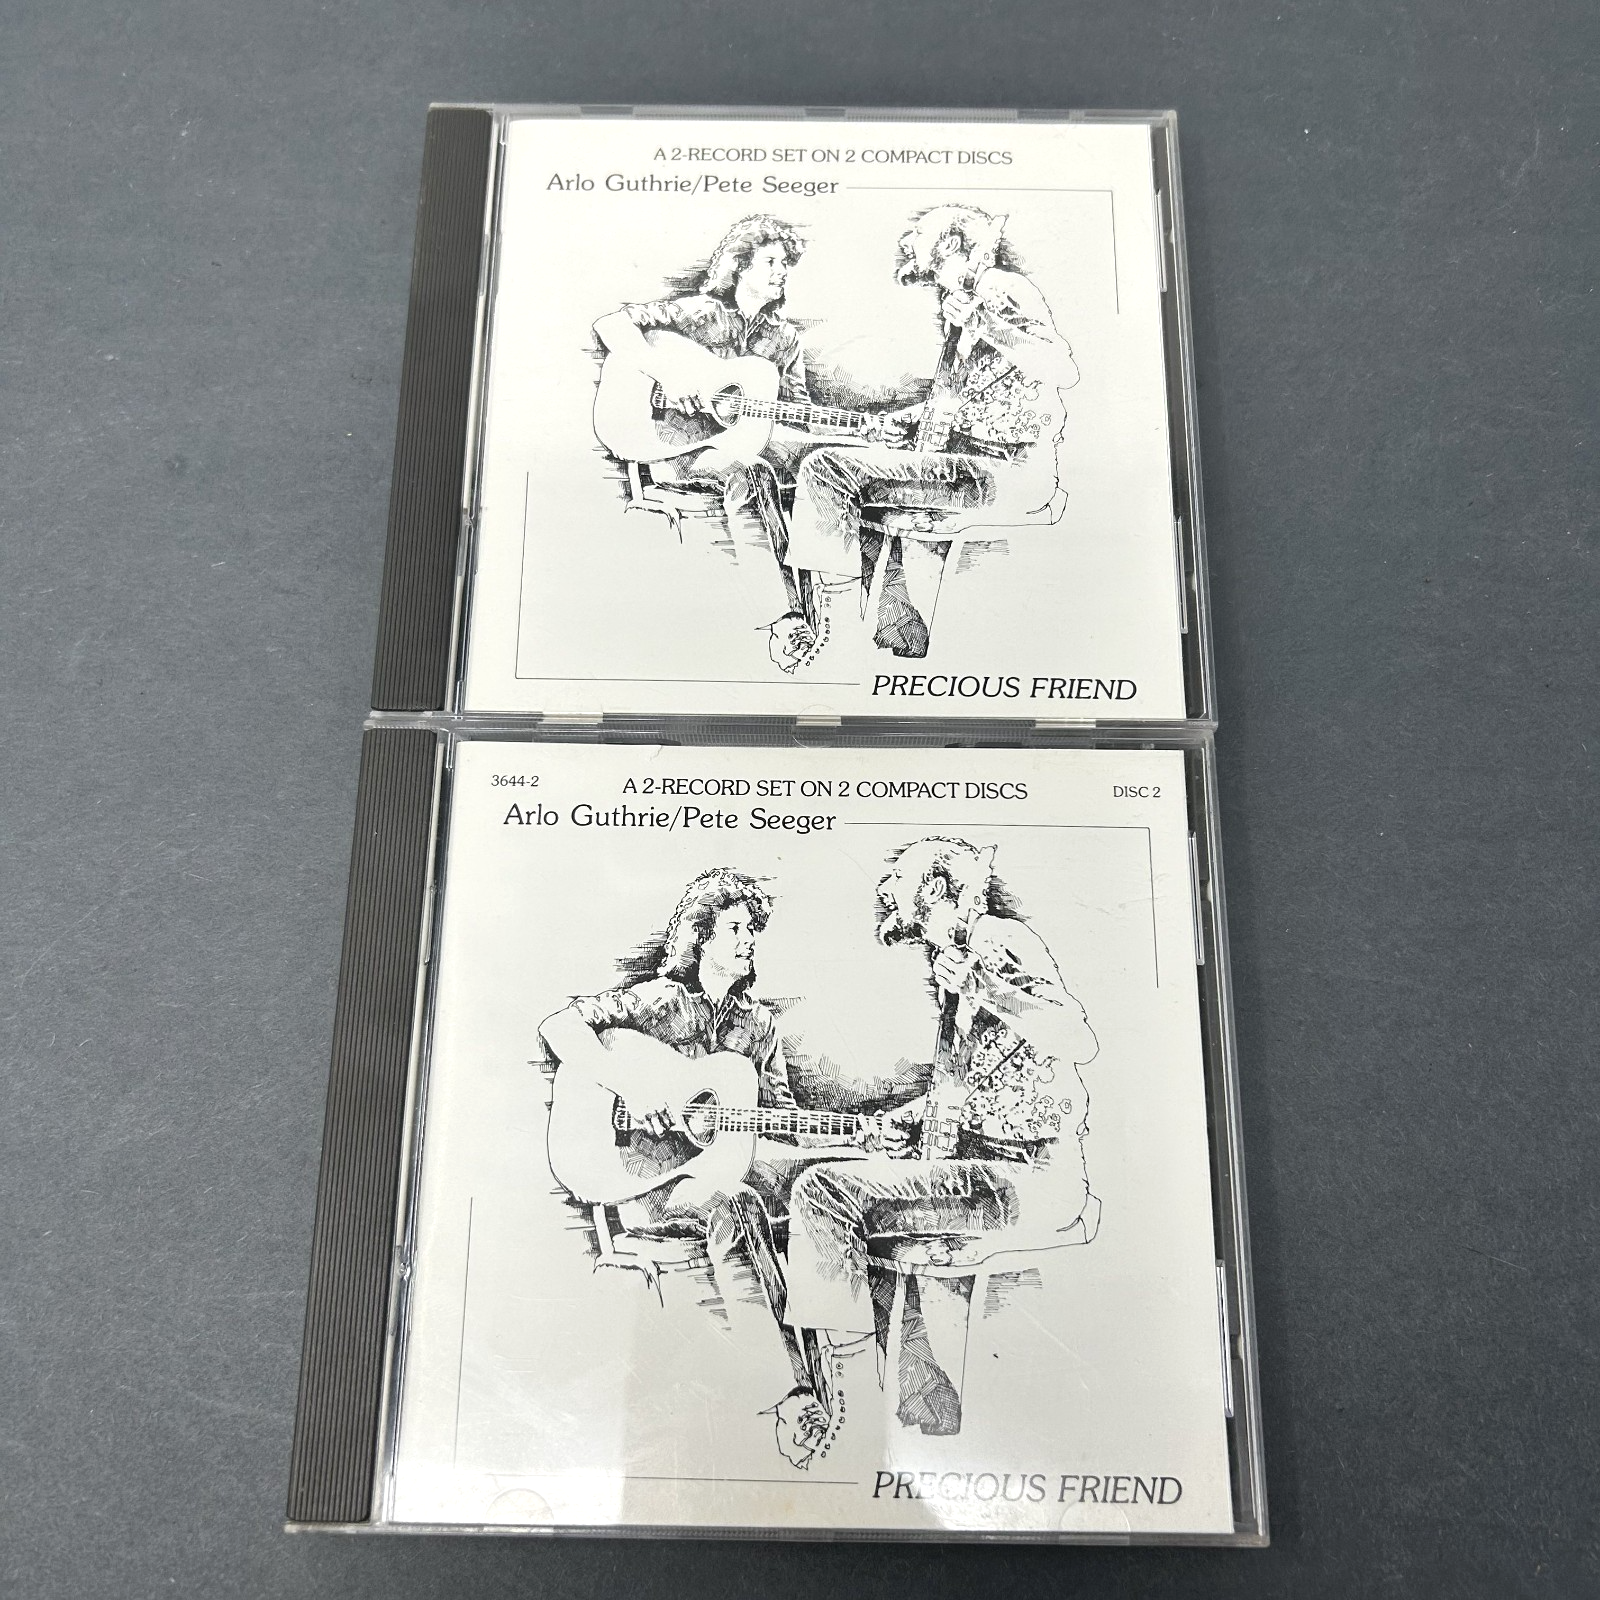 A 2-RECORD SET ON 2 COMPACT DISCS
Arlo Guthrie/Pete Seeger
PRECIOUS FRIEND
3644-2
A 2-RECORD SET ON 2 COMPACT DISCS
DISC 2
Arlo Guthrie/Pete Seeger
PRECIOUS FRIEND